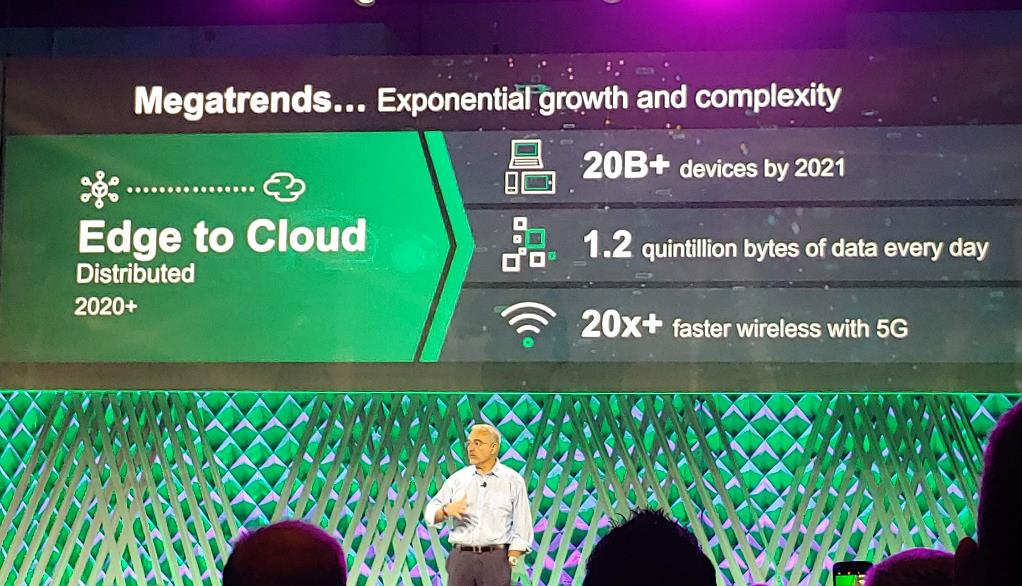 Megatrends... Exponential growth and complexity
Edge to Cloud
Distributed
2020+
20B+ devices by 2021
1.2 quintillion bytes of data every day
20x+ faster wireless with 5G